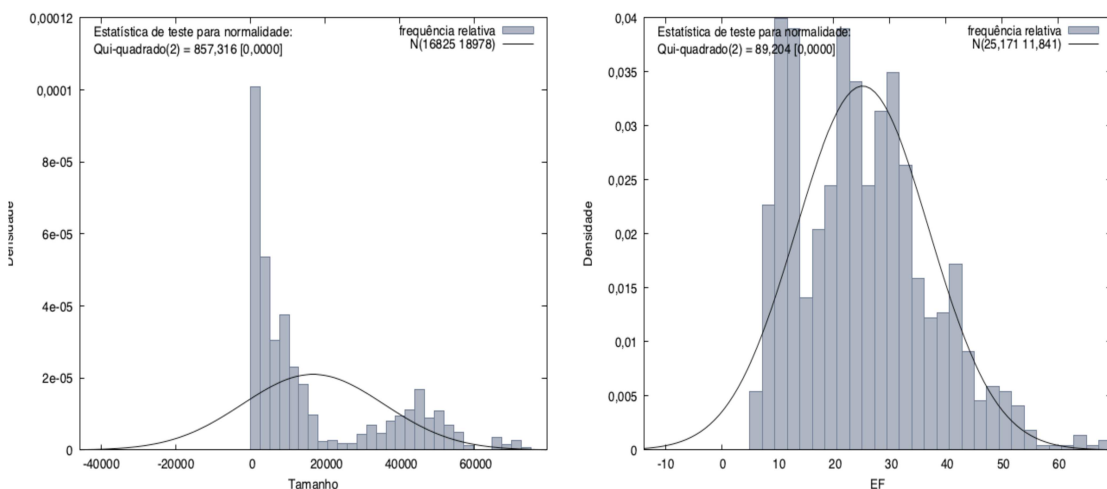 0,00012
Estatística de teste para normalidade:
Qui-quadrado(2) = 857,316 [0,0000]
frequência relativa
N(16825 18978)
0,0001
8e-05
6e-05
4e-05
2e-05
0
Densidade
-40000 -20000 0 20000 40000 60000
Tamanho
0,04
Estatística de teste para normalidade:
Qui-quadrado(2) = 89,204 [0,0000]
frequência relativa
N(25,171 11,841)
0,035
0,03
0,025
0,02
0,015
0,01
0,005
0
Densidade
-10 0 10 20 30 40 50 60
EF